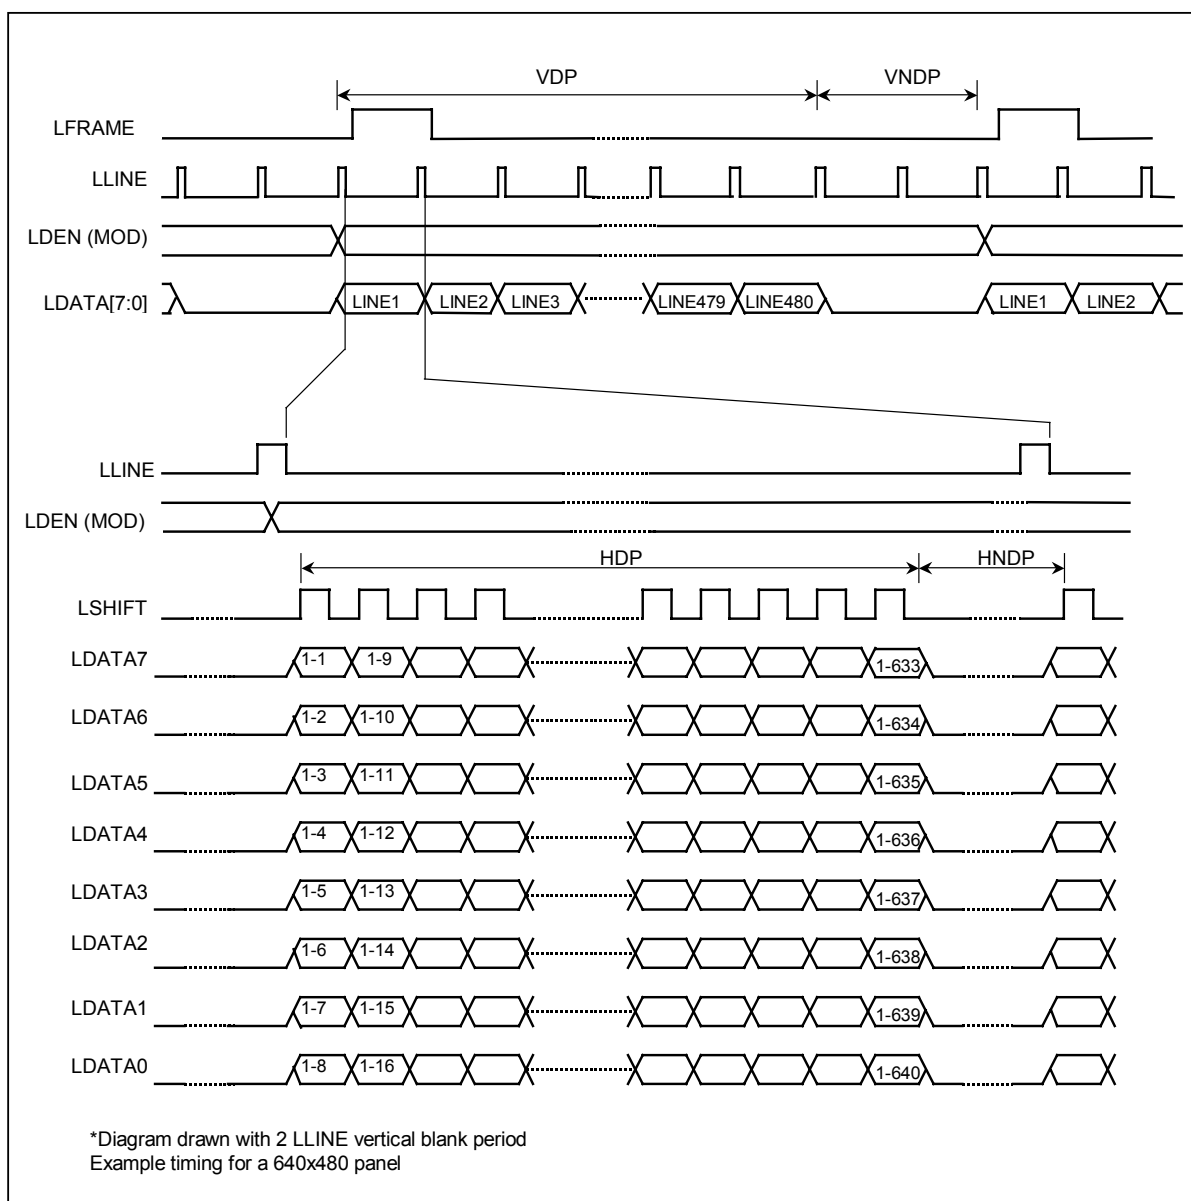 VDP VNDP
LFRAME
LLINE
LDEN (MOD)
LDATA[7:0] LINE1 LINE2 LINE3 LINE479 LINE480 LINE1 LINE2
LLINE
LDEN (MOD)
HDP HNDP
LSHIFT
LDATA7 1-1 1-9 1-633
LDATA6 1-2 1-10 1-634
LDATA5 1-3 1-11 1-635
LDATA4 1-4 1-12 1-636
LDATA3 1-5 1-13 1-637
LDATA2 1-6 1-14 1-638
LDATA1 1-7 1-15 1-639
LDATA0 1-8 1-16 1-640
*Diagram drawn with 2 LLINE vertical blank period
Example timing for a 640x480 panel